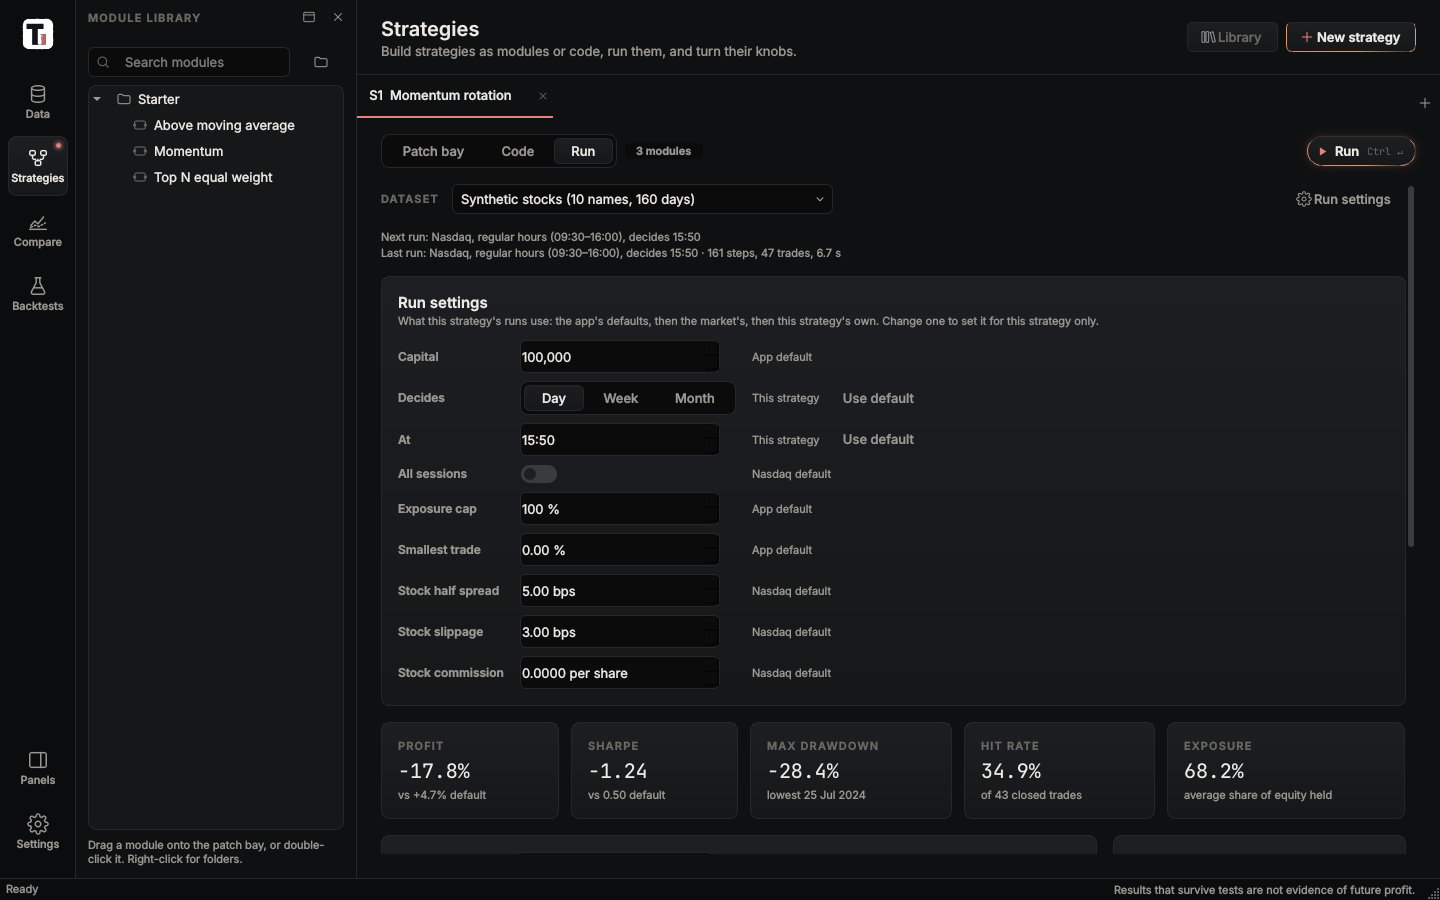 MODULE LIBRARY
Search modules
Starter
Above moving average
Momentum
Top N equal weight
Drag a module onto the patch bay, or double-
click it. Right-click for folders.
Data
Strategies
Compare
Backtests
Panels
Settings
Strategies
Build strategies as modules or code, run them, and turn their knobs.
Library
+ New strategy
S1 Momentum rotation
Patch bay Code Run 3 modules
Run Ctrl ↵
DATASET Synthetic stocks (10 names, 160 days)
Run settings
Next run: Nasdaq, regular hours (09:30–16:00), decides 15:50
Last run: Nasdaq, regular hours (09:30–16:00), decides 15:50 · 161 steps, 47 trades, 6.7 s
Run settings
What this strategy's runs use: the app's defaults, then the market's, then this strategy's own. Change one to set it for this strategy only.
Capital 100,000 App default
Decides Day Week Month This strategy Use default
At 15:50 This strategy Use default
All sessions Nasdaq default
Exposure cap 100 % App default
Smallest trade 0.00 % App default
Stock half spread 5.00 bps Nasdaq default
Stock slippage 3.00 bps Nasdaq default
Stock commission 0.0000 per share Nasdaq default
PROFIT
-17.8%
vs +4.7% default
SHARPE
-1.24
vs 0.50 default
MAX DRAWDOWN
-28.4%
lowest 25 Jul 2024
HIT RATE
34.9%
of 43 closed trades
EXPOSURE
68.2%
average share of equity held
Ready
Results that survive tests are not evidence of future profit.